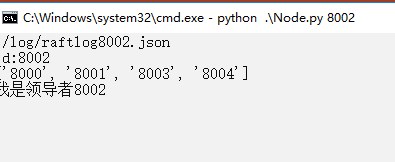 C:\Windows\system32\cmd.exe - python .\Node.py 8002
/log/raftlog8002.json
d:8002
'8000', '8001', '8003', '8004']
我是领导者8002